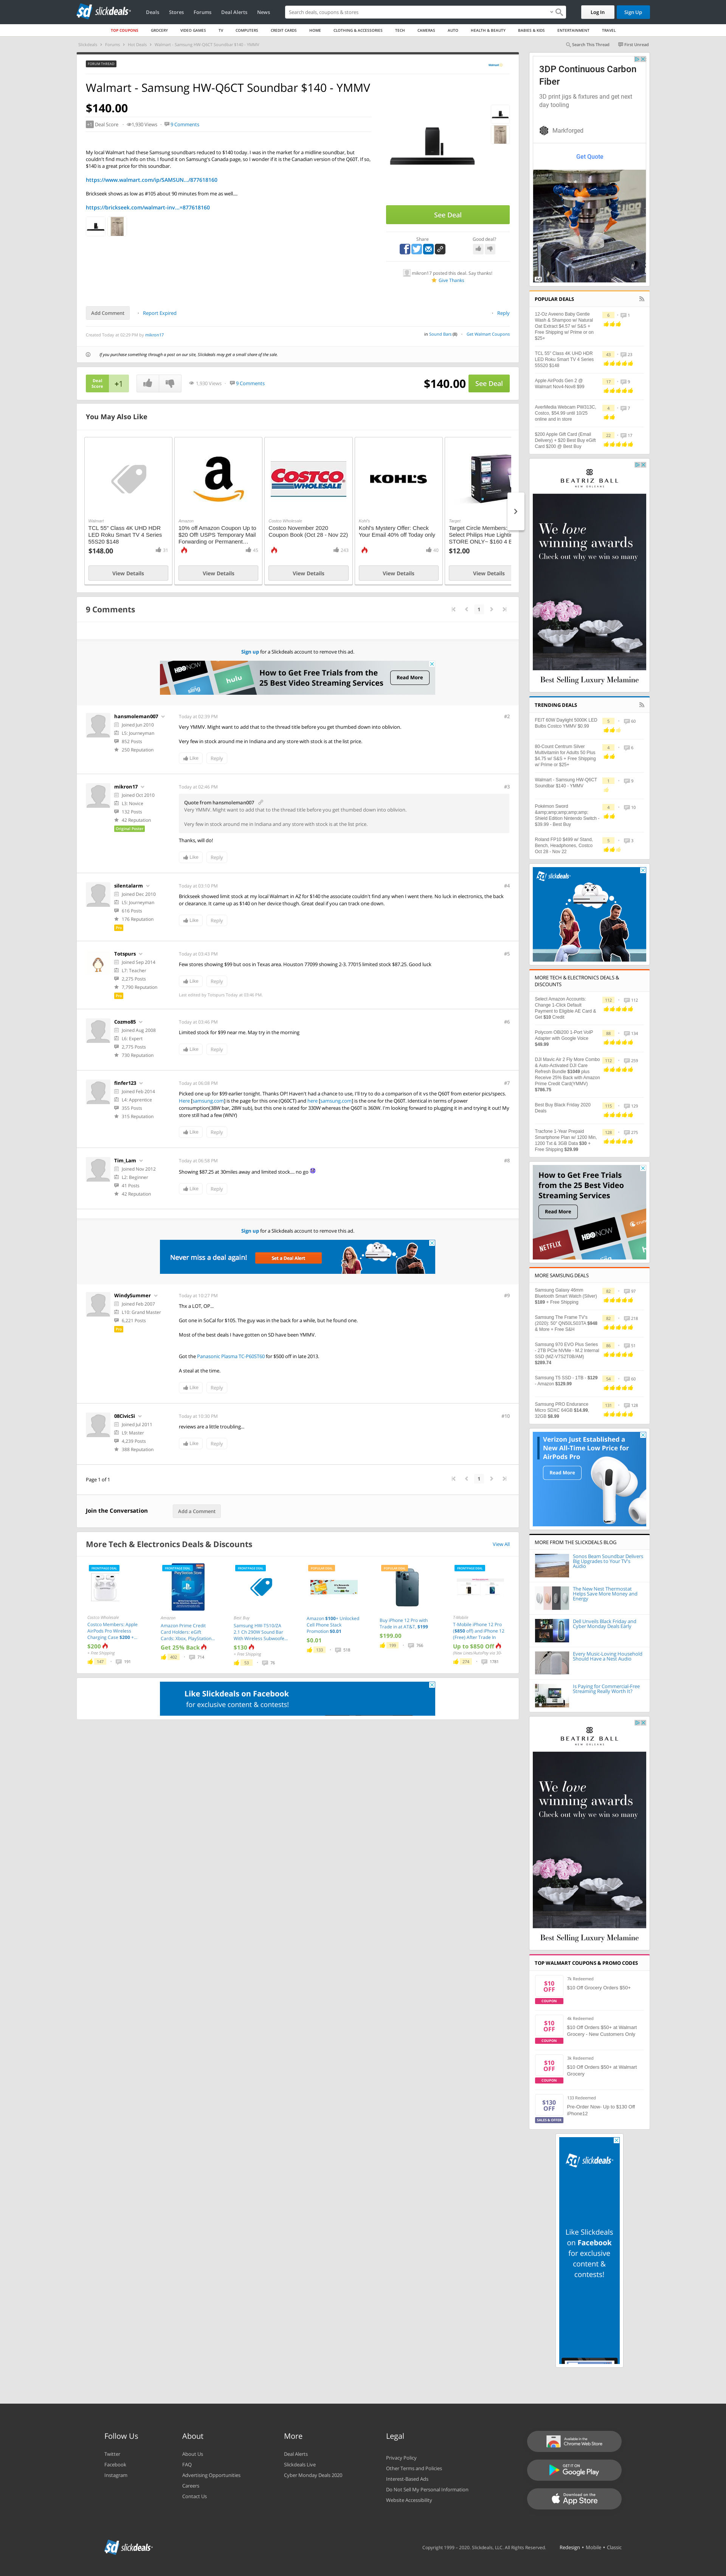 slickdeals
Deals
Stores
Forums
Deal Alerts
News
Search deals, coupons & stores
Log In
Sign Up
TOP COUPONS
GROCERY
VIDEO GAMES
TV
COMPUTERS
CREDIT CARDS
HOME
CLOTHING & ACCESSORIES
TECH
CAMERAS
AUTO
HEALTH & BEAUTY
BABIES & KIDS
ENTERTAINMENT
TRAVEL
Slickdeals > Forums > Hot Deals > Walmart - Samsung HW-Q6CT Soundbar $140 - YMMV
Search This Thread
First Unread
FORUM THREAD
Walmart - Samsung HW-Q6CT Soundbar $140 - YMMV
$140.00
Deal Score
1,930 Views
9 Comments
My local Walmart had these Samsung soundbars reduced to $140 today. I was in the market for a midline soundbar, but
couldn't find much info on this. I found it on Samsung's Canada page, so I wonder if it is the Canadian version of the Q60T. If so,
$140 is a great price for this soundbar.
https://www.walmart.com/ip/SAMSUN.../877618160
Brickseek shows as low as #105 about 90 minutes from me as well....
https://brickseek.com/walmart-inv...=877618160
See Deal
Share
Good deal?
mikron17 posted this deal. Say thanks!
Give Thanks
Add Comment
Report Expired
Reply
Created Today at 02:29 PM by mikron17
in Sound Bars (8)
Get Walmart Coupons
If you purchase something through a post on our site, Slickdeals may get a small share of the sale.
Deal Score
+1
1,930 Views
9 Comments
$140.00
See Deal
You May Also Like
Walmart
TCL 55" Class 4K UHD HDR
LED Roku Smart TV 4 Series
55S20 $148
$148.00
View Details
Amazon
10% off Amazon Coupon Up to
$20 Off! USPS Temporary Mail
Forwarding or Permanent...
View Details
COSTCO WHOLESALE
Costco Wholesale
Costco November 2020
Coupon Book (Oct 28 - Nov 22)
View Details
KOHL'S
Kohl's
Kohl's Mystery Offer: Check
Your Email 40% off Today only
View Details
Target
Target Circle Members:
Select Philips Hue Lighti
STORE ONLY~ $160 4 B
$12.00
View Details
9 Comments
1
Sign up for a Slickdeals account to remove this ad.
How to Get Free Trials from the
25 Best Video Streaming Services
Read More
hansmoleman007
Joined Jun 2010
L5: Journeyman
852 Posts
250 Reputation
Today at 02:39 PM
#2
Very YMMV. Might want to add that to the thread title before you get thumbed down into oblivion.
Very few in stock around me in Indiana and any store with stock is at the list price.
Like
Reply
mikron17
Joined Oct 2010
L3: Novice
132 Posts
42 Reputation
Original Poster
Today at 02:46 PM
#3
Quote from hansmoleman007
Very YMMV. Might want to add that to the thread title before you get thumbed down into oblivion.
Very few in stock around me in Indiana and any store with stock is at the list price.
Thanks, will do!
Like
Reply
silentalarm
Joined Dec 2010
L5: Journeyman
616 Posts
176 Reputation
Pro
Today at 03:10 PM
#4
Brickseek showed limit stock at my local Walmart in AZ for $140 the associate couldn't find any when I went there. No luck in electronics, the back
or clearance. It came up as $140 on her device though. Great deal if you can track one down.
Like
Reply
Totspurs
Joined Sep 2014
L7: Teacher
2,275 Posts
7,790 Reputation
Pro
Today at 03:43 PM
#5
Few stores showing $99 but oos in Texas area. Houston 77099 showing 2-3. 77015 limited stock $87.25. Good luck
Like
Reply
Last edited by Totspurs Today at 03:46 PM.
Cozmo85
Joined Aug 2008
L6: Expert
2,775 Posts
730 Reputation
Today at 03:46 PM
#6
Limited stock for $99 near me. May try in the morning
Like
Reply
finfer123
Joined Feb 2014
L4: Apprentice
355 Posts
315 Reputation
Today at 06:08 PM
#7
Picked one up for $99 earlier tonight. Thanks OP! Haven't had a chance to use, I'll try to do a comparison of it vs the Q60T from exterior pics/specs.
Here [samsung.com] is the page for this one (Q60CT) and here [samsung.com] is the one for the Q60T. Identical in terms of power
consumption(38W bar, 28W sub), but this one is rated for 330W whereas the Q60T is 360W. I'm looking forward to plugging it in and trying it out! My
store still had a few (WNY)
Like
Reply
Tim_Lam
Joined Nov 2012
L2: Beginner
41 Posts
42 Reputation
Today at 06:58 PM
#8
Showing $87.25 at 30miles away and limited stock.... no go
Like
Reply
Sign up for a Slickdeals account to remove this ad.
Never miss a deal again!
Set a Deal Alert
WindySummer
Joined Feb 2007
L10: Grand Master
6,221 Posts
Pro
Today at 10:27 PM
#9
Thx a LOT, OP...
Got one in SoCal for $105. The guy was in the back for a while, but he found one.
Most of the best deals I have gotten on SD have been YMMV.
Got the Panasonic Plasma TC-P60ST60 for $500 off in late 2013.
A steal at the time.
Like
Reply
08CivicSi
Joined Jul 2011
L9: Master
4,239 Posts
388 Reputation
Today at 10:30 PM
#10
reviews are a little troubling...
Like
Reply
Page 1 of 1
1
Join the Conversation
Add a Comment
More Tech & Electronics Deals & Discounts
View All
Costco Wholesale
Costco Members: Apple
AirPods Pro Wireless
Charging Case $200 +...
$200
+ Free Shipping
Amazon
Amazon Prime Credit
Card Holders: eGift
Cards: Xbox, PlayStation...
Get 25% Back
Best Buy
Samsung HW-T510/ZA
2.1 Ch 200W Sound Bar
With Wireless Subwoofe...
$130
+ Free Shipping
Amazon $100+ Unlocked
Cell Phone Stack
Promotion $0.01
$0.01
Buy iPhone 12 Pro with
Trade in at AT&T, $199
$199.00
T-Mobile
T-Mobile iPhone 12 Pro
($850 off) and iPhone 12
(Free) After Trade In
Up to $850 Off
Like Slickdeals on Facebook
for exclusive content & contests!
3DP Continuous Carbon
Fiber
3D print jigs & fixtures and get next
day tooling
Markforged
Get Quote
POPULAR DEALS
12-Oz Aveeno Baby Gentle
Wash & Shampoo w/ Natural
Oat Extract $4.57 w/ S&S +
Free Shipping w/ Prime or on
$25+
TCL 55" Class 4K UHD HDR
LED Roku Smart TV 4 Series
55S20 $148
Apple AirPods Gen 2 @
Walmart Nov4-Nov8 $99
AverMedia Webcam PW313C,
Costco, $54.99 until 10/25
online and in store
$200 Apple Gift Card (Email
Delivery) + $20 Best Buy eGift
Card $200 @ Best Buy
BEATRIZ BALL
NEW ORLEANS
We love
winning awards
Check out why we win so many
Best Selling Luxury Melamine
TRENDING DEALS
FEIT 60W Daylight 5000K LED
Bulbs Costco YMMV $0.99
80-Count Centrum Silver
Multivitamin for Adults 50 Plus
$4.75 w/ S&S + Free Shipping
w/ Prime or $25+
Walmart - Samsung HW-Q6CT
Soundbar $140 - YMMV
Pokémon Sword
&amp;amp;amp;amp;amp;
Shield Edition Nintendo Switch -
$39.99 - Best Buy
Roland FP10 $499 w/ Stand,
Bench, Headphones, Costco
Oct 28 - Nov 22
slickdeals
MORE TECH & ELECTRONICS DEALS &
DISCOUNTS
Select Amazon Accounts:
Change 1-Click Default
Payment to Eligible AE Card &
Get $10 Credit
Polycom OBi200 1-Port VoIP
Adapter with Google Voice
$49.99
DJI Mavic Air 2 Fly More Combo
& Auto-Activated DJI Care
Refresh Bundle $1049 plus
Receive 25% Back with Amazon
Prime Credit Card(YMMV)
$786.75
Best Buy Black Friday 2020
Deals
Tracfone 1-Year Prepaid
Smartphone Plan w/ 1200 Min,
1200 Txt & 3GB Data $30 +
Free Shipping $29.99
How to Get Free Trials
from the 25 Best Video
Streaming Services
Read More
HBO NOW
NETFLIX
MORE SAMSUNG DEALS
Samsung Galaxy 46mm
Bluetooth Smart Watch (Silver)
$189 + Free Shipping
Samsung The Frame TV's
(2020): 50" QN50LS03TA $948
& More + Free S&H
Samsung 970 EVO Plus Series
- 2TB PCIe NVMe - M.2 Internal
SSD (MZ-V7S2T0B/AM)
$289.74
Samsung T5 SSD - 1TB - $129
- Amazon $129.99
Samsung PRO Endurance
Micro SDXC 64GB $14.99,
32GB $8.99
Verizon Just Established a
New All-Time Low Price for
AirPods Pro
Read More
MORE FROM THE SLICKDEALS BLOG
Sonos Beam Soundbar Delivers
Big Upgrades to Your TV's
Audio
The New Nest Thermostat
Helps Save More Money and
Energy
Dell Unveils Black Friday and
Cyber Monday Deals Early
Every Music-Loving Household
Should Have a Nest Audio
Is Paying for Commercial-Free
Streaming Really Worth It?
BEATRIZ BALL
NEW ORLEANS
We love
winning awards
Check out why we win so many
Best Selling Luxury Melamine
TOP WALMART COUPONS & PROMO CODES
$10
OFF
COUPON
7k Redeemed
$10 Off Grocery Orders $50+
$10
OFF
COUPON
4k Redeemed
$10 Off Orders $50+ at Walmart
Grocery - New Customers Only
$10
OFF
COUPON
3k Redeemed
$10 Off Orders $50+ at Walmart
Grocery
$130
OFF
SALES & OFFER
133 Redeemed
Pre-Order Now: Up to $130 Off
iPhone12
slickdeals
Like Slickdeals
on Facebook
for exclusive
content &
contests!
Follow Us
Twitter
Facebook
Instagram
About
About Us
FAQ
Advertising Opportunities
Careers
Contact Us
More
Deal Alerts
Slickdeals Live
Cyber Monday Deals 2020
Legal
Privacy Policy
Other Terms and Policies
Interest-Based Ads
Do Not Sell My Personal Information
Website Accessibility
Available in the
Chrome Web Store
GET IT ON
Google Play
Download on the
App Store
slickdeals
Copyright 1999 - 2020. Slickdeals, LLC. All Rights Reserved.
Redesign • Mobile • Classic